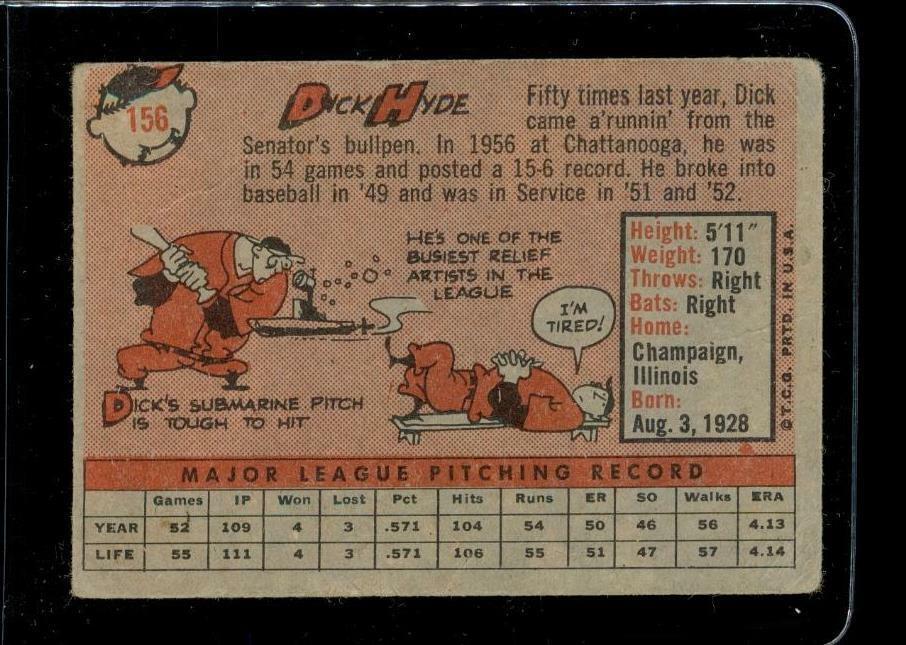 156
DICK HYDE
Fifty times last year, Dick
came a'runnin' from the
Senator's bullpen. In 1956 at Chattanooga, he was
in 54 games and posted a 15-6 record. He broke into
baseball in '49 and was in Service in '51 and '52.
HE'S ONE OF THE
BUSIEST RELIEF
ARTISTS IN THE
LEAGUE
I'M
TIRED!
DICK'S SUBMARINE PITCH
IS TOUGH TO HIT
Height: 5'11"
Weight: 170
Throws: Right
Bats: Right
Home:
Champaign,
Illinois
Born:
Aug. 3, 1928
©T.C.G. PRTD. IN U.S.A.
MAJOR LEAGUE PITCHING RECORD
Games IP Won Lost Pct Hits Runs ER SO Walks ERA
YEAR 52 109 4 3 .571 104 54 50 46 56 4.13
LIFE 55 111 4 3 .571 106 55 51 47 57 4.14